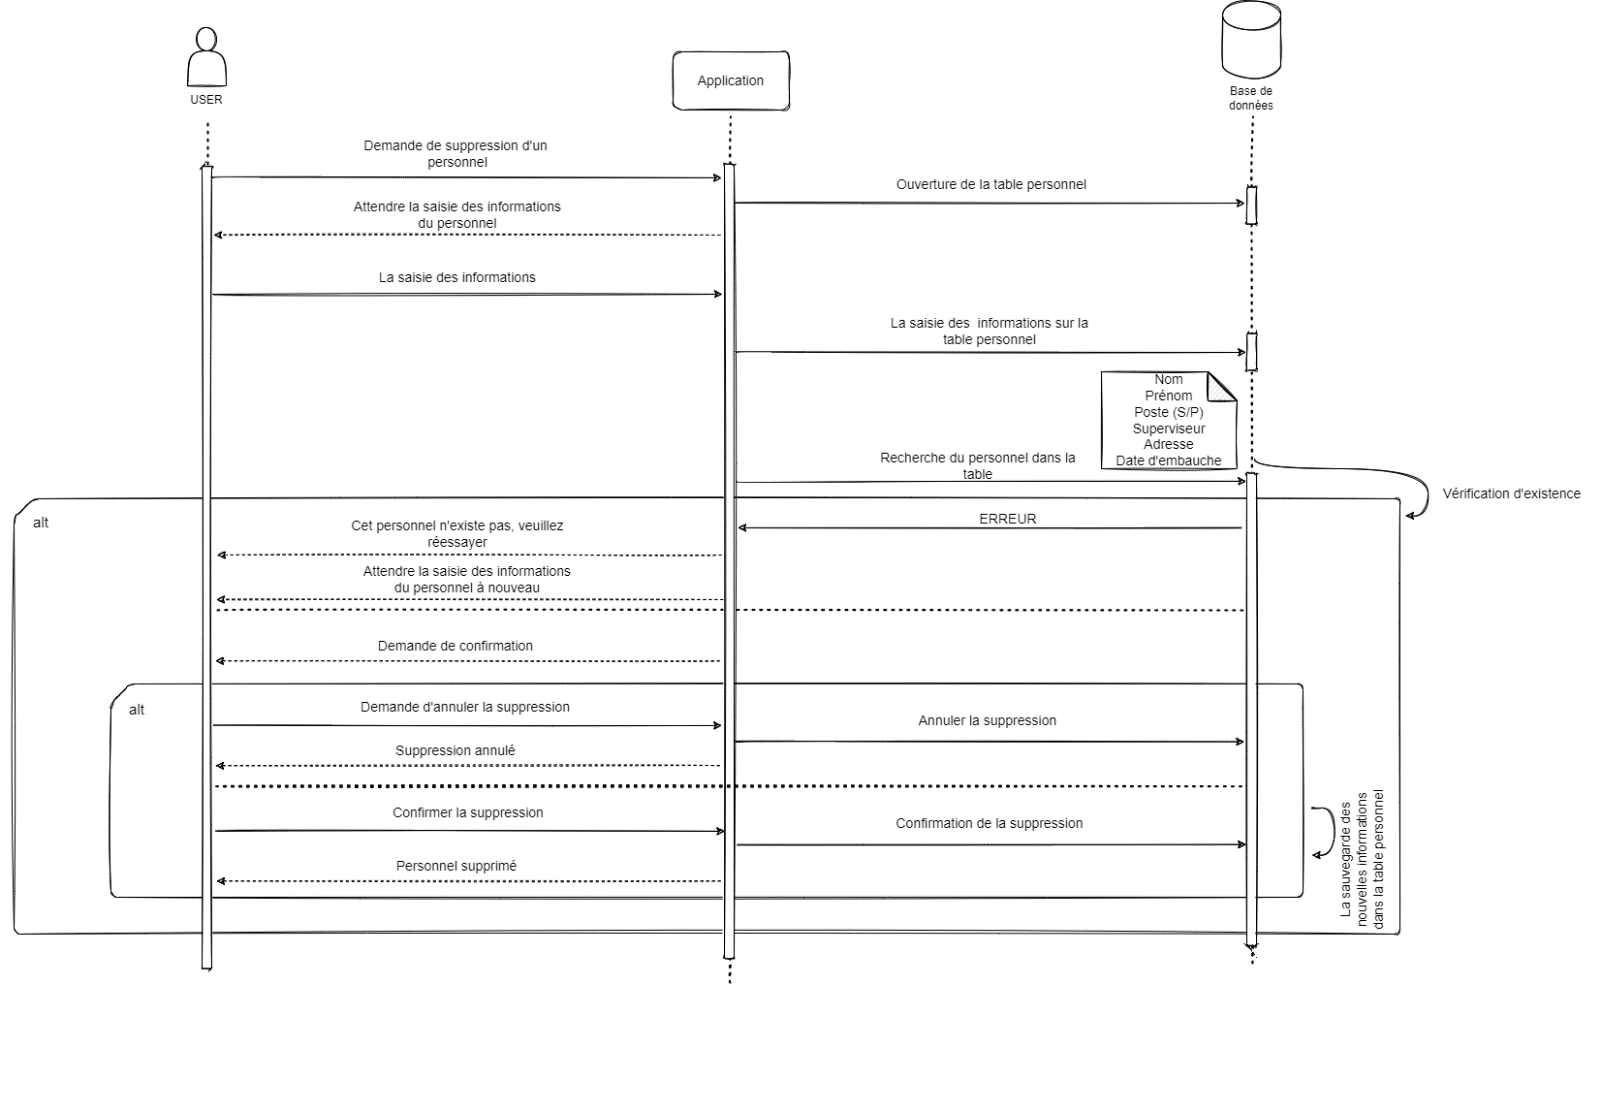 USER
Application
Base de
données
Demande de suppression d'un
personnel
Ouverture de la table personnel
Attendre la saisie des informations
du personnel
La saisie des informations
La saisie des  informations sur la
table personnel
Nom
Prénom
Poste (S/P)
Superviseur
Adresse
Date d'embauche
Recherche du personnel dans la
table
Vérification d'existence
alt
ERREUR
Cet personnel n'existe pas, veuillez
réessayer
Attendre la saisie des informations
du personnel à nouveau
Demande de confirmation
alt
Demande d'annuler la suppression
Annuler la suppression
Suppression annulé
Confirmer la suppression
Confirmation de la suppression
Personnel supprimé
La sauvegarde des
nouvelles informations
dans la table personnel